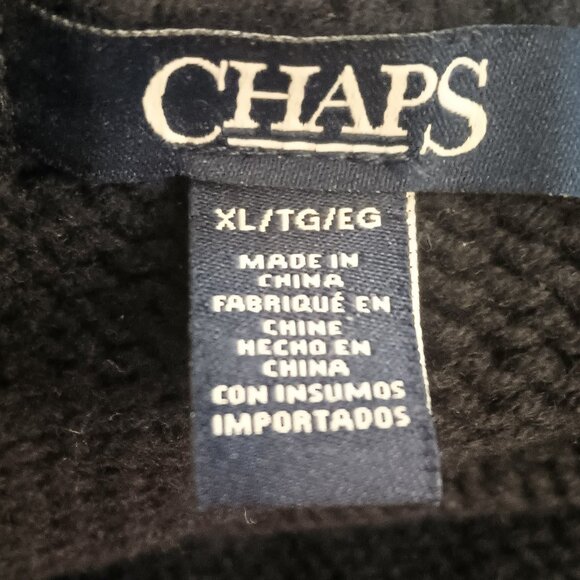 CHAPS
XL/TG/EG
MADE IN
CHINA
FABRIQUÉ EN
CHINE
HECHO EN
CHINA
CON INSUMOS
IMPORTADOS